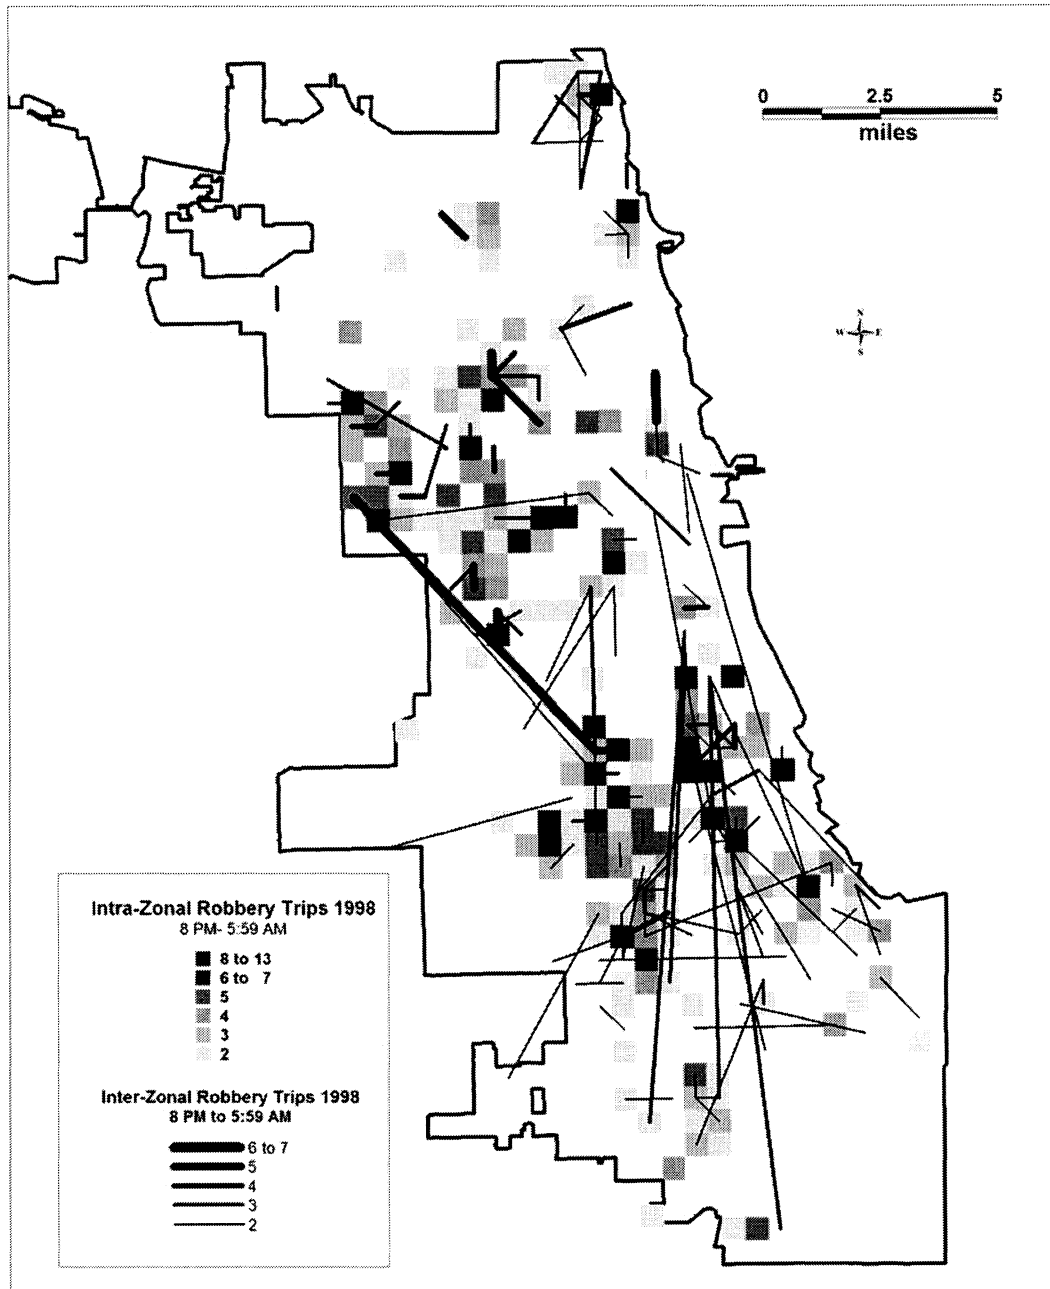 0 2.5 5
miles
N
W E
S
Intra-Zonal Robbery Trips 1998
8 PM- 5:59 AM
8 to 13
6 to 7
5
4
3
2
Inter-Zonal Robbery Trips 1998
8 PM to 5:59 AM
6 to 7
5
4
3
2